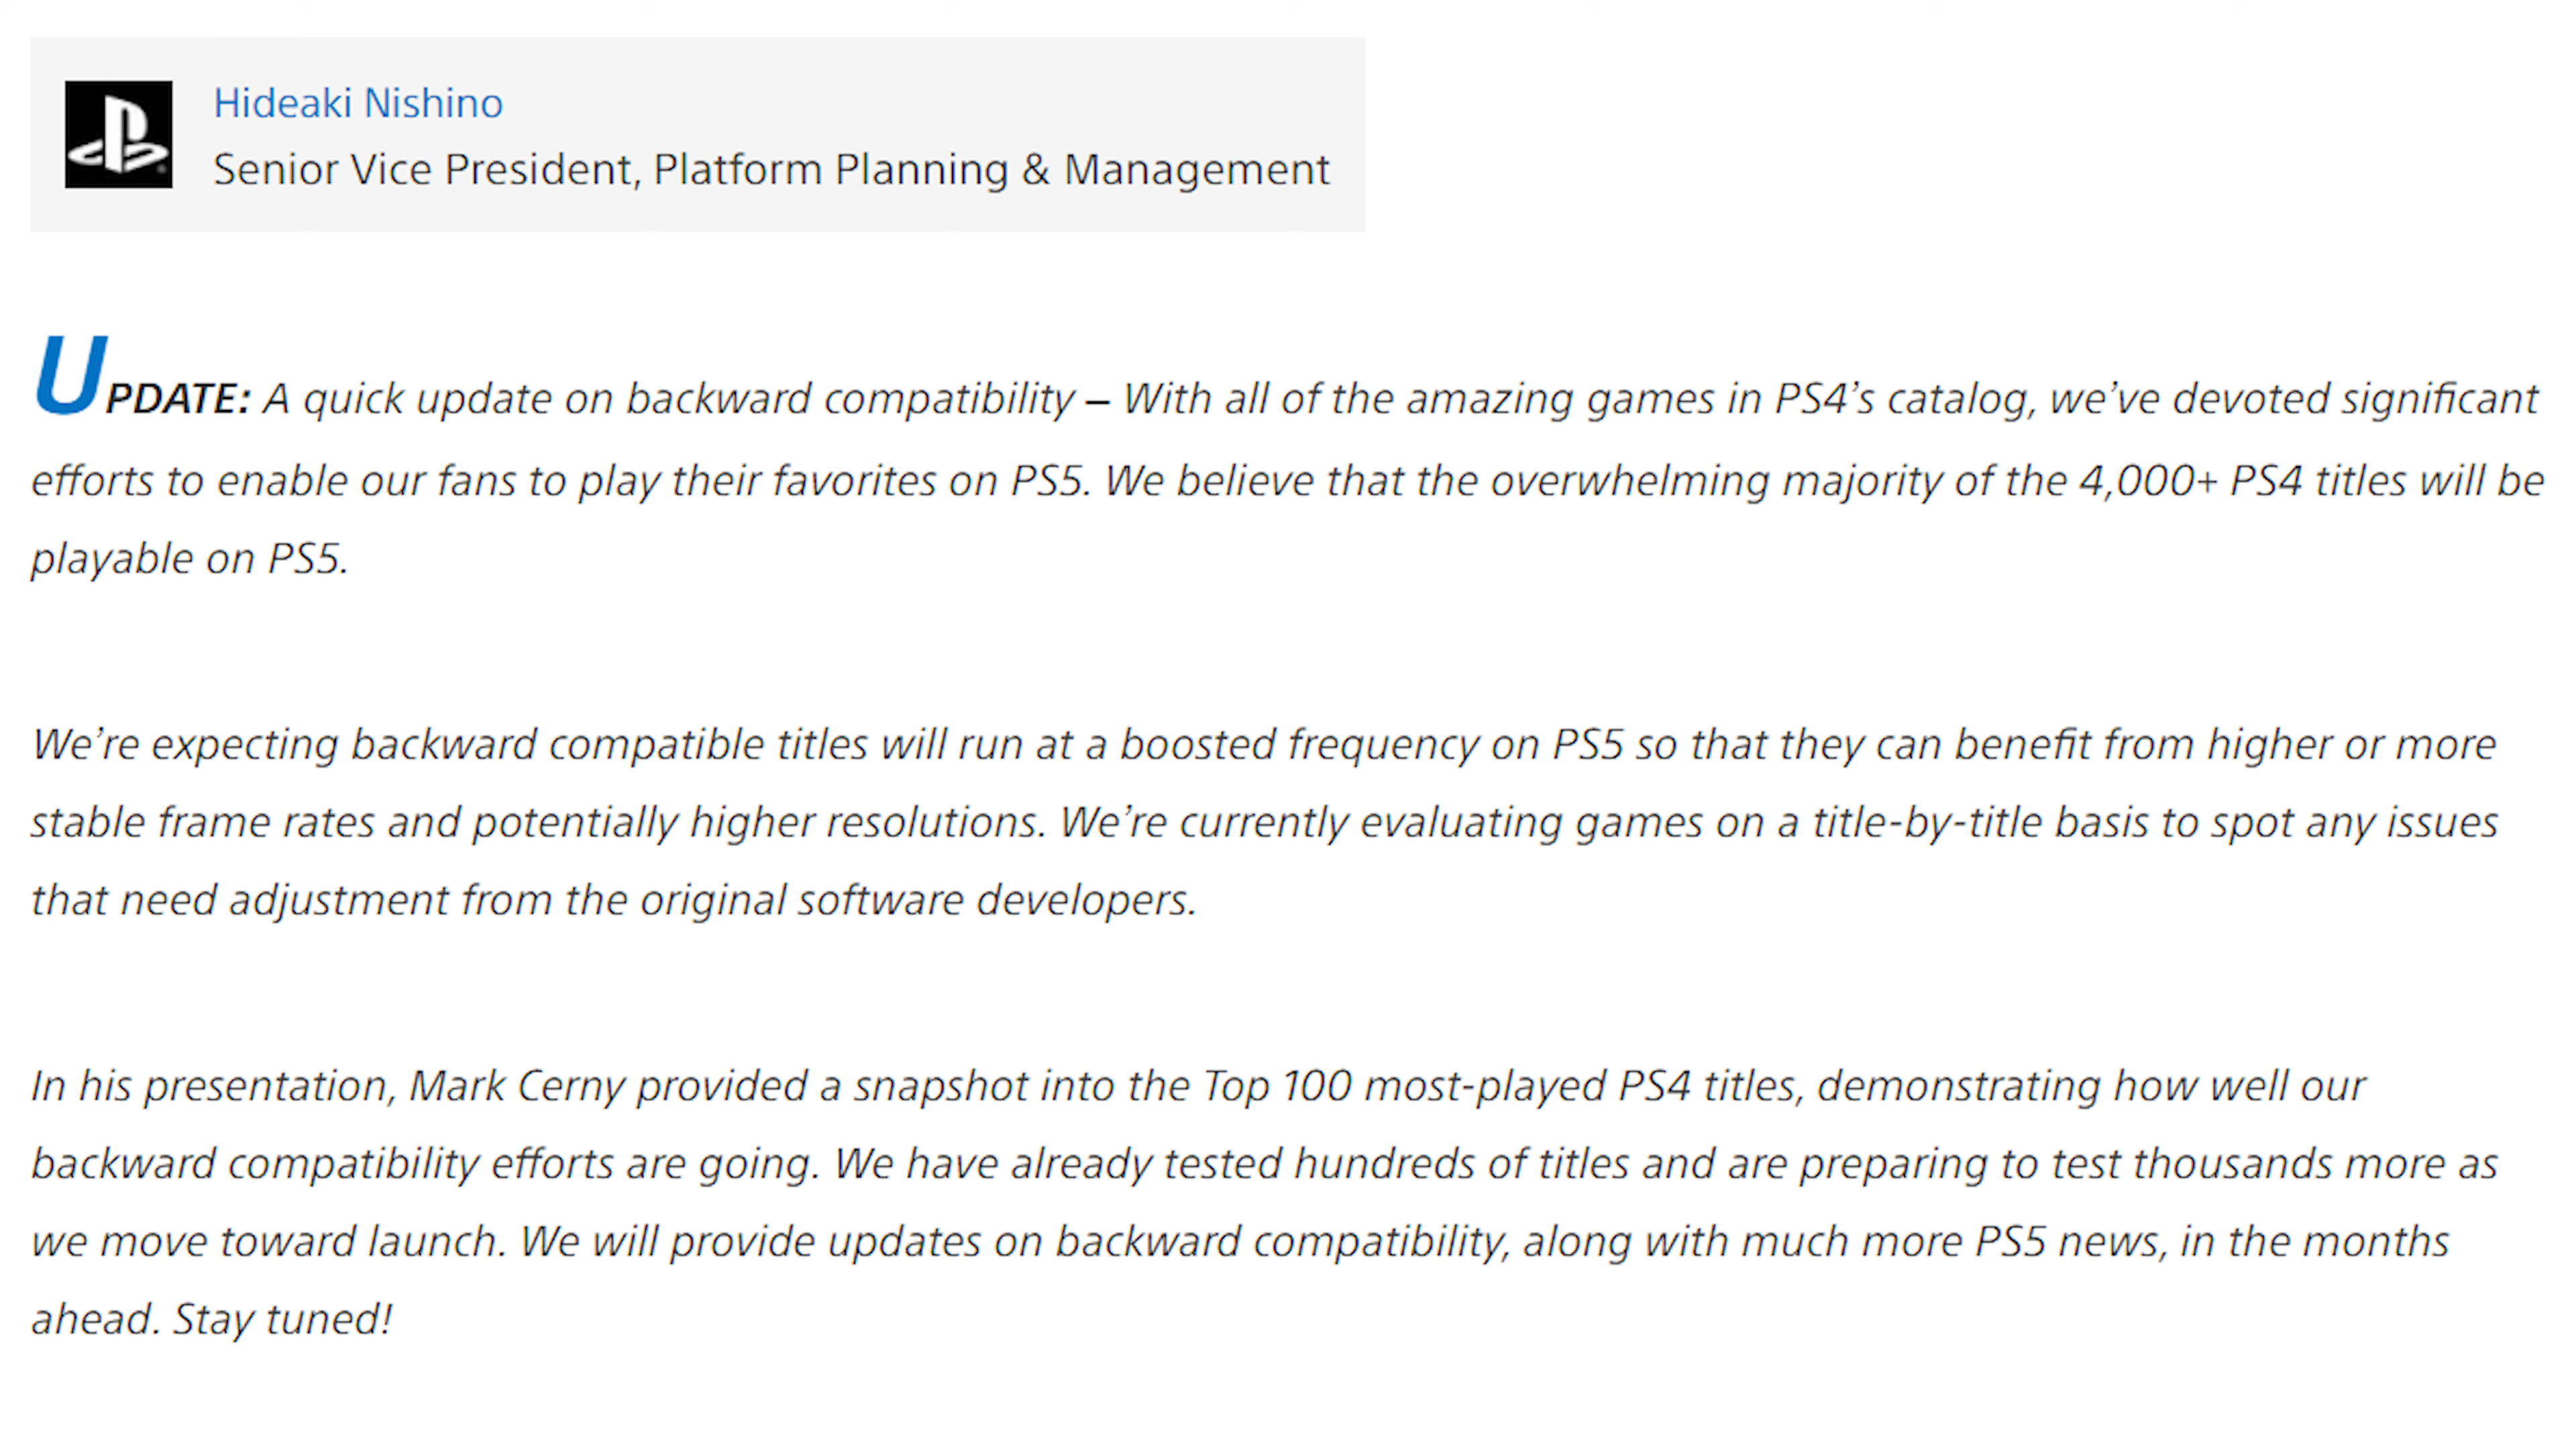 Hideaki Nishino
Senior Vice President, Platform Planning & Management
UPDATE: A quick update on backward compatibility – With all of the amazing games in PS4’s catalog, we’ve devoted significant
efforts to enable our fans to play their favorites on PS5. We believe that the overwhelming majority of the 4,000+ PS4 titles will be
playable on PS5.
We’re expecting backward compatible titles will run at a boosted frequency on PS5 so that they can benefit from higher or more
stable frame rates and potentially higher resolutions. We’re currently evaluating games on a title-by-title basis to spot any issues
that need adjustment from the original software developers.
In his presentation, Mark Cerny provided a snapshot into the Top 100 most-played PS4 titles, demonstrating how well our
backward compatibility efforts are going. We have already tested hundreds of titles and are preparing to test thousands more as
we move toward launch. We will provide updates on backward compatibility, along with much more PS5 news, in the months
ahead. Stay tuned!